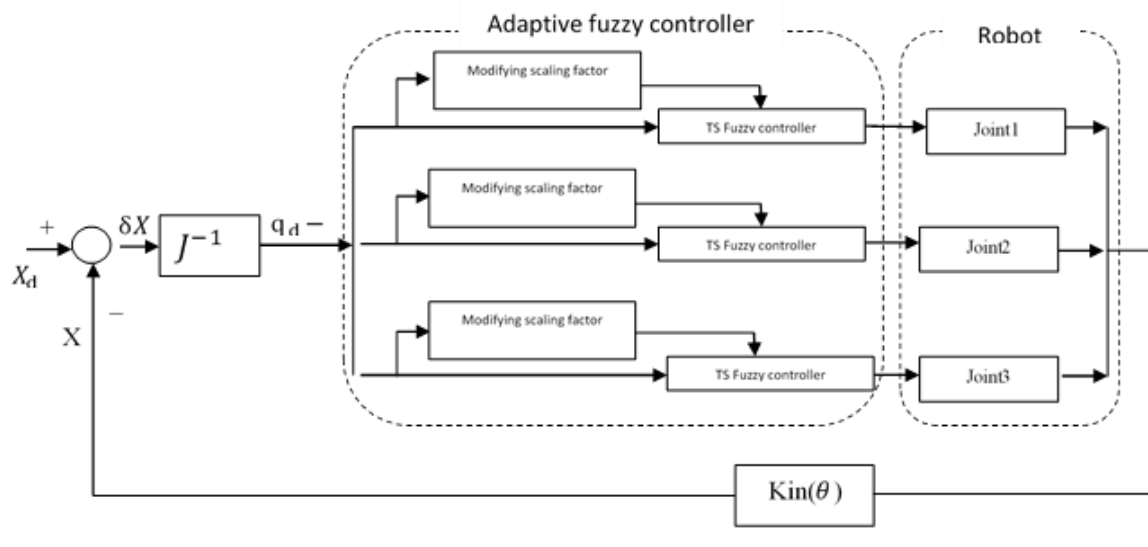 Adaptive fuzzy controller
Robot
Modifying scaling factor
TS Fuzzy controller
Joint1
Modifying scaling factor
TS Fuzzy controller
Joint2
Modifying scaling factor
TS Fuzzy controller
Joint3
+
X_d
δX
J⁻¹
q_d −
−
X
Kin(θ)